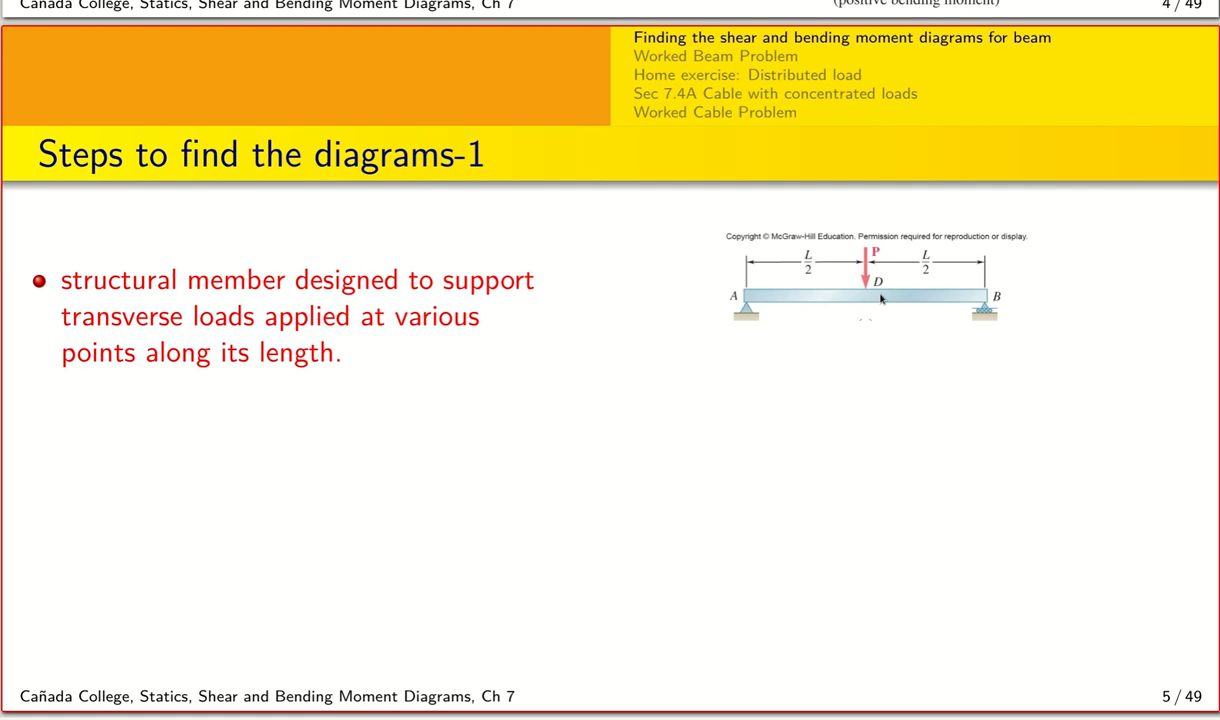 Cañada College, Statics, Shear and Bending Moment Diagrams, Ch 7
(positive bending moment)
4 / 49
Finding the shear and bending moment diagrams for beam
Worked Beam Problem
Home exercise: Distributed load
Sec 7.4A Cable with concentrated loads
Worked Cable Problem
Steps to find the diagrams-1
structural member designed to support
transverse loads applied at various
points along its length.
Copyright © McGraw-Hill Education. Permission required for reproduction or display.
L/2
P
L/2
D
A
B
Cañada College, Statics, Shear and Bending Moment Diagrams, Ch 7
5 / 49